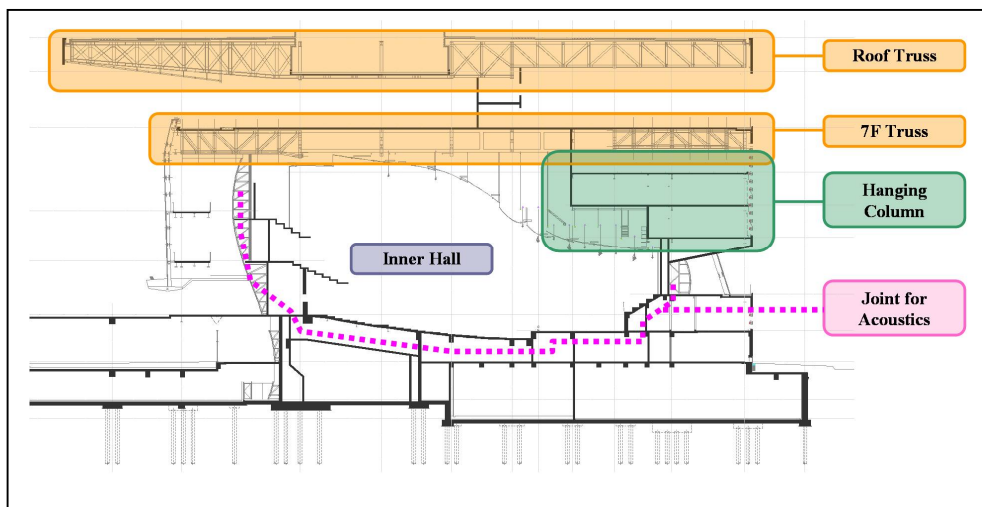 Roof Truss
7F Truss
Hanging
Column
Inner Hall
Joint for
Acoustics